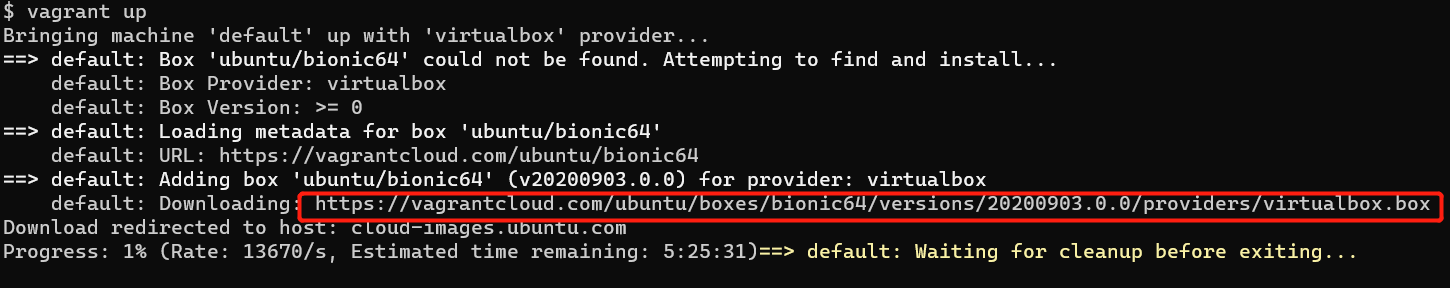 $ vagrant up
Bringing machine 'default' up with 'virtualbox' provider...
==> default: Box 'ubuntu/bionic64' could not be found. Attempting to find and install...
    default: Box Provider: virtualbox
    default: Box Version: >= 0
==> default: Loading metadata for box 'ubuntu/bionic64'
    default: URL: https://vagrantcloud.com/ubuntu/bionic64
==> default: Adding box 'ubuntu/bionic64' (v20200903.0.0) for provider: virtualbox
    default: Downloading: https://vagrantcloud.com/ubuntu/boxes/bionic64/versions/20200903.0.0/providers/virtualbox.box
Download redirected to host: cloud-images.ubuntu.com
Progress: 1% (Rate: 13670/s, Estimated time remaining: 5:25:31)==> default: Waiting for cleanup before exiting...